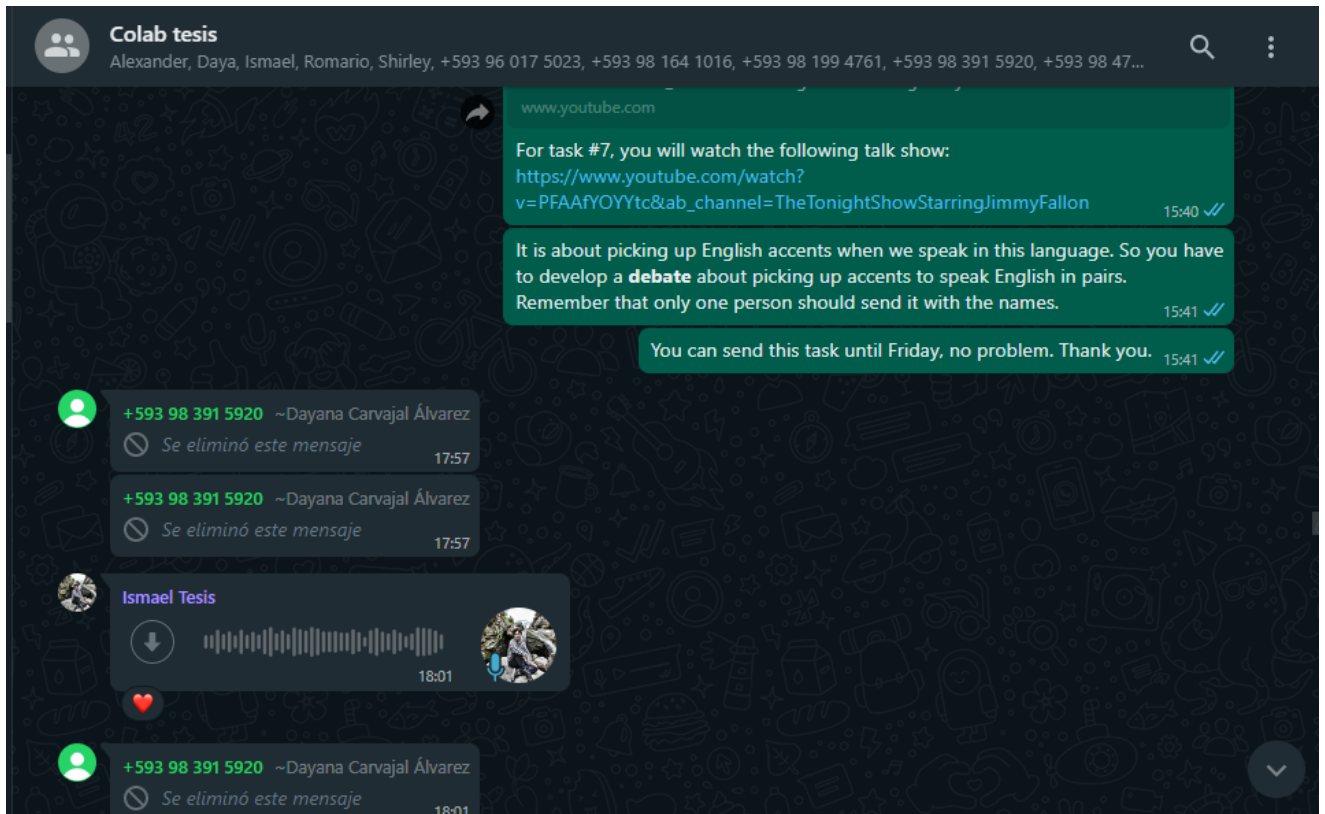 Colab tesis
Alexander, Daya, Ismael, Romario, Shirley, +593 96 017 5023, +593 98 164 1016, +593 98 199 4761, +593 98 391 5920, +593 98 47...
www.youtube.com
For task #7, you will watch the following talk show:
https://www.youtube.com/watch?
v=PFAAfYOYYtc&ab_channel=TheTonightShowStarringJimmyFallon
15:40
It is about picking up English accents when we speak in this language. So you have
to develop a debate about picking up accents to speak English in pairs.
Remember that only one person should send it with the names.
15:41
You can send this task until Friday, no problem. Thank you.
15:41
+593 98 391 5920 ~Dayana Carvajal Álvarez
Se eliminó este mensaje
17:57
+593 98 391 5920 ~Dayana Carvajal Álvarez
Se eliminó este mensaje
17:57
Ismael Tesis
18:01
+593 98 391 5920 ~Dayana Carvajal Álvarez
Se eliminó este mensaje
18:01